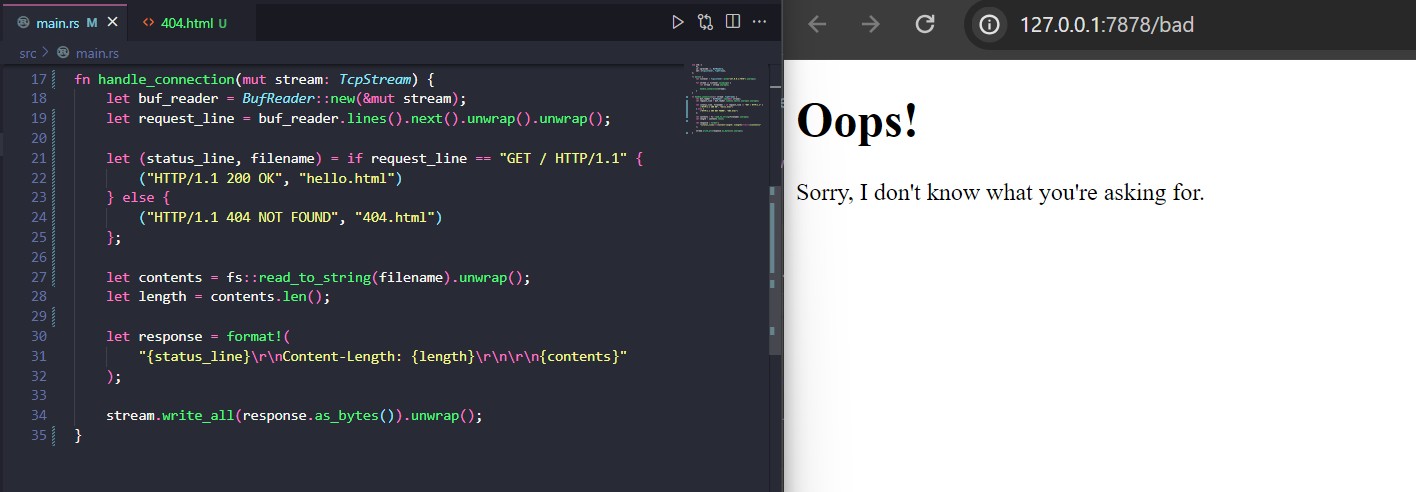 main.rs M
404.html U
src > main.rs
17 fn handle_connection(mut stream: TcpStream) {
18 let buf_reader = BufReader::new(&mut stream);
19 let request_line = buf_reader.lines().next().unwrap().unwrap();
20
21 let (status_line, filename) = if request_line == "GET / HTTP/1.1" {
22 ("HTTP/1.1 200 OK", "hello.html")
23 } else {
24 ("HTTP/1.1 404 NOT FOUND", "404.html")
25 };
26
27 let contents = fs::read_to_string(filename).unwrap();
28 let length = contents.len();
29
30 let response = format!(
31 "{status_line}\r\nContent-Length: {length}\r\n\r\n{contents}"
32 );
33
34 stream.write_all(response.as_bytes()).unwrap();
35 }
127.0.0.1:7878/bad
Oops!
Sorry, I don't know what you're asking for.